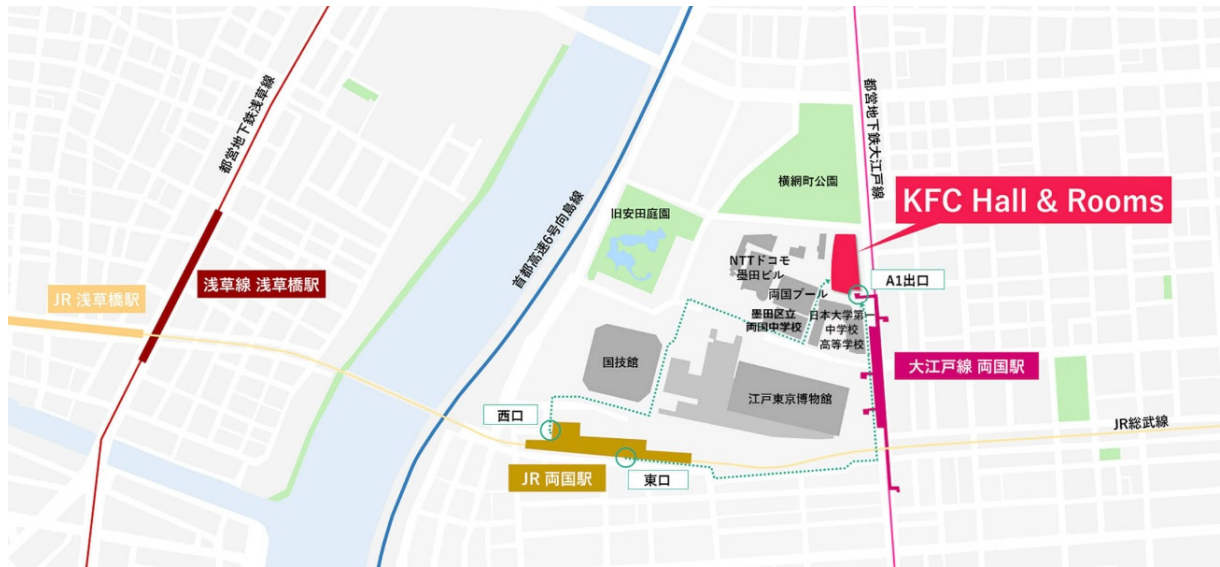 都営地下鉄浅草線
首都高速6号向島線
都営地下鉄大江戸線
横網町公園
KFC Hall & Rooms
旧安田庭園
NTTドコモ
墨田ビル
A1出口
両国プール
墨田区立
両国中学校
日本大学第一
中学校
高等学校
浅草線 浅草橋駅
JR 浅草橋駅
国技館
大江戸線 両国駅
江戸東京博物館
西口
JR総武線
JR 両国駅
東口